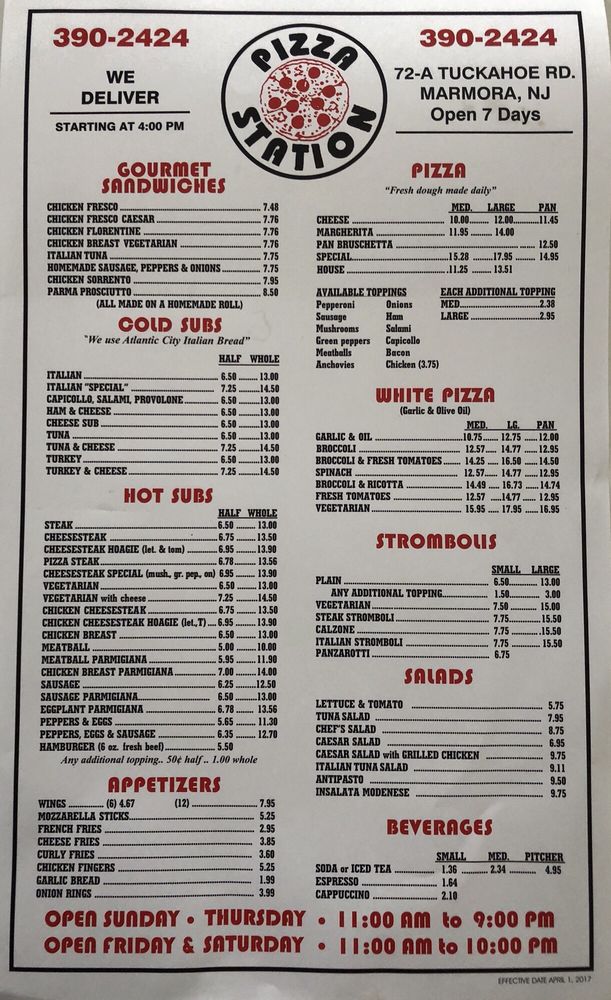 390-2424
WE
DELIVER
STARTING AT 4:00 PM
PIZZA
STATION
390-2424
72-A TUCKAHOE RD.
MARMORA, NJ
Open 7 Days
GOURMET
SANDWICHES
CHICKEN FRESCO 7.48
CHICKEN FRESCO CAESAR 7.76
CHICKEN FLORENTINE 7.76
CHICKEN BREAST VEGETARIAN 7.76
ITALIAN TUNA 7.75
HOMEMADE SAUSAGE, PEPPERS & ONIONS 7.75
CHICKEN SORRENTO 7.95
PARMA PROSCIUTTO 8.50
(ALL MADE ON A HOMEMADE ROLL)
COLD SUBS
"We use Atlantic City Italian Bread"
HALF WHOLE
ITALIAN 6.50 13.00
ITALIAN "SPECIAL" 7.25 14.50
CAPICOLLO, SALAMI, PROVOLONE 6.50 13.00
HAM & CHEESE 6.50 13.00
CHEESE SUB 6.50 13.00
TUNA 6.50 13.00
TUNA & CHEESE 7.25 14.50
TURKEY 6.50 13.00
TURKEY & CHEESE 7.25 14.50
HOT SUBS
HALF WHOLE
STEAK 6.50 13.00
CHEESESTEAK 6.75 13.50
CHEESESTEAK HOAGIE (let. & tom) 6.95 13.90
PIZZA STEAK 6.78 13.56
CHEESESTEAK SPECIAL (mush, gr. pep, on) 6.95 13.90
VEGETARIAN 6.50 13.00
VEGETARIAN with cheese 7.25 14.50
CHICKEN CHEESESTEAK 6.75 13.50
CHICKEN CHEESESTEAK HOAGIE (let.,T) 6.95 13.90
CHICKEN BREAST 6.50 13.00
MEATBALL 5.00 10.00
MEATBALL PARMIGIANA 5.95 11.90
CHICKEN BREAST PARMIGIANA 7.00 14.00
SAUSAGE 6.25 12.50
SAUSAGE PARMIGIANA 6.50 13.00
EGGPLANT PARMIGIANA 6.78 13.56
PEPPERS & EGGS 5.65 11.30
PEPPERS, EGGS & SAUSAGE 6.35 12.70
HAMBURGER (6 oz. fresh beef) 5.50
Any additional topping.. 50¢ half .. 1.00 whole
APPETIZERS
WINGS (6) 4.67 (12) 7.95
MOZZARELLA STICKS 5.25
FRENCH FRIES 2.95
CHEESE FRIES 3.85
CURLY FRIES 3.60
CHICKEN FINGERS 5.25
GARLIC BREAD 1.99
ONION RINGS 3.99
PIZZA
"Fresh dough made daily"
MED. LARGE PAN
CHEESE 10.00 12.00 11.45
MARGHERITA 11.95 14.00
PAN BRUSCHETTA 12.50
SPECIAL 15.28 17.95 14.95
HOUSE 11.25 13.51
AVAILABLE TOPPINGS EACH ADDITIONAL TOPPING
Pepperoni Onions MED. 2.38
Sausage Ham LARGE 2.95
Mushrooms Salami
Green peppers Capicollo
Meatballs Bacon
Anchovies Chicken (3.75)
WHITE PIZZA
(Garlic & Olive Oil)
MED. LG. PAN
GARLIC & OIL 10.75 12.75 12.00
BROCCOLI 12.57 14.77 12.95
BROCCOLI & FRESH TOMATOES 14.25 16.50 14.50
SPINACH 12.57 14.77 12.95
BROCCOLI & RICOTTA 14.49 16.73 14.74
FRESH TOMATOES 12.57 14.77 12.95
VEGETARIAN 15.95 17.95 16.95
STROMBOLIS
SMALL LARGE
PLAIN 6.50 13.00
ANY ADDITIONAL TOPPING 1.50 3.00
VEGETARIAN 7.50 15.00
STEAK STROMBOLI 7.75 15.50
CALZONE 7.75 15.50
ITALIAN STROMBOLI 7.75 15.50
PANZAROTTI 6.75
SALADS
LETTUCE & TOMATO 5.75
TUNA SALAD 7.95
CHEF'S SALAD 8.75
CAESAR SALAD 6.95
CAESAR SALAD with GRILLED CHICKEN 9.75
ITALIAN TUNA SALAD 9.11
ANTIPASTO 9.50
INSALATA MODENESE 9.75
BEVERAGES
SMALL MED. PITCHER
SODA or ICED TEA 1.36 2.34 4.95
ESPRESSO 1.64
CAPPUCCINO 2.10
OPEN SUNDAY • THURSDAY • 11:00 AM to 9:00 PM
OPEN FRIDAY & SATURDAY • 11:00 AM to 10:00 PM
EFFECTIVE DATE APRIL 1, 2017